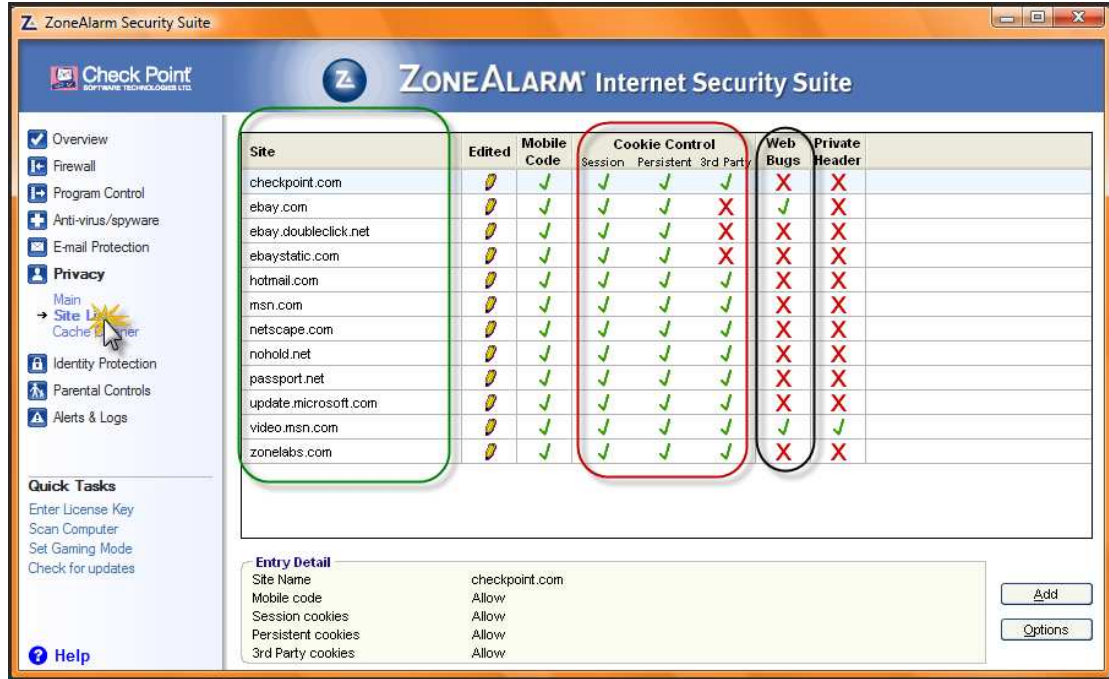 ZoneAlarm Security Suite
Check Point
SOFTWARE TECHNOLOGIES LTD.
ZONEALARM Internet Security Suite
Overview
Firewall
Program Control
Anti-virus/spyware
E-mail Protection
Privacy
Main
Site
Cache
Identity Protection
Parental Controls
Alerts & Logs
Quick Tasks
Enter License Key
Scan Computer
Set Gaming Mode
Check for updates
Help
Site Edited Mobile Code Cookie Control Web Bugs Private Header
Session Persistent 3rd Party
checkpoint.com
ebay.com
ebay.doubleclick.net
ebaystatic.com
hotmail.com
msn.com
netscape.com
nohold.net
passport.net
update.microsoft.com
video.msn.com
zonelabs.com
Entry Detail
Site Name checkpoint.com
Mobile code Allow
Session cookies Allow
Persistent cookies Allow
3rd Party cookies Allow
Add
Options